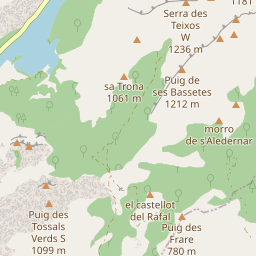 1181
Serra des
Teixos
W
1236 m
sa Trona
1061 m
Puig de
ses Bassetes
1212 m
morro
de s'Aledernar
el castellot
del Rafal
Puig des
Tossals
Verds S
1099 m
Puig des
Frare
780 m